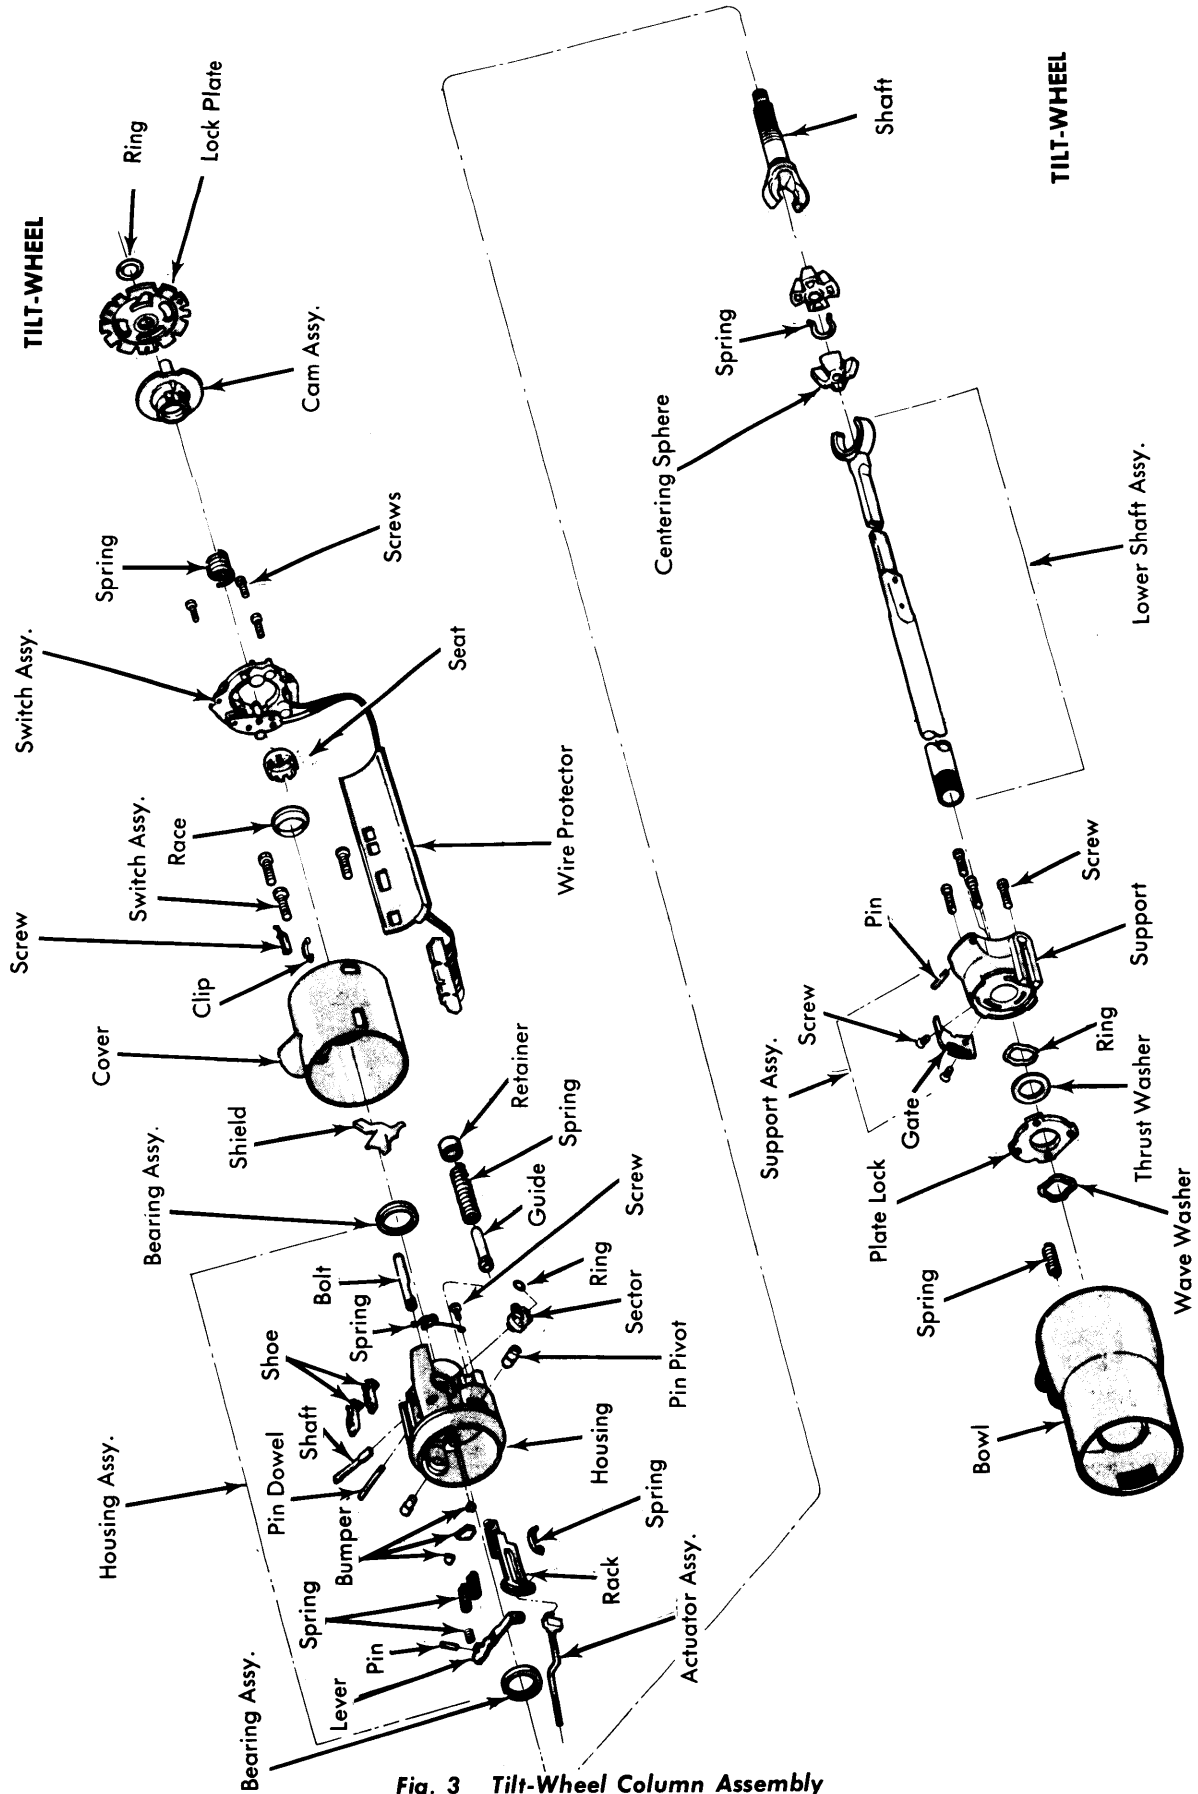 TILT-WHEEL
Ring
Lock Plate
Cam Assy.
Spring
Screws
Switch Assy.
Seat
Switch Assy.
Race
Wire Protector
Screw
Clip
Cover
Shield
Retainer
Spring
Guide
Screw
Bearing Assy.
Bolt
Spring
Ring
Sector
Pin Pivot
Shoe
Shaft
Pin Dowel
Housing Assy.
Housing
Bumper
Spring
Rack
Spring
Pin
Lever
Actuator Assy.
Bearing Assy.
TILT-WHEEL
Shaft
Spring
Centering Sphere
Lower Shaft Assy.
Screw
Pin
Support
Screw
Support Assy.
Gate
Ring
Thrust Washer
Plate Lock
Wave Washer
Spring
Bowl
Fig. 3 Tilt-Wheel Column Assembly